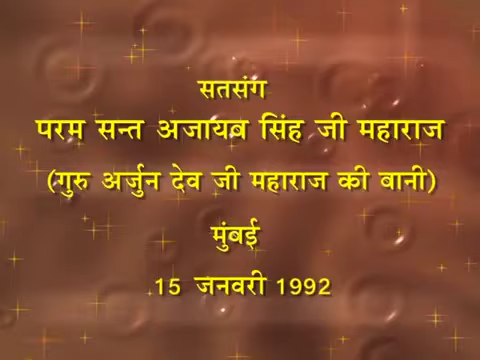 सतसंग
परम सन्त अजायब सिंह जी महाराज
(गुरु अर्जुन देव जी महाराज की बानी)
मुंबई
15 जनवरी 1992